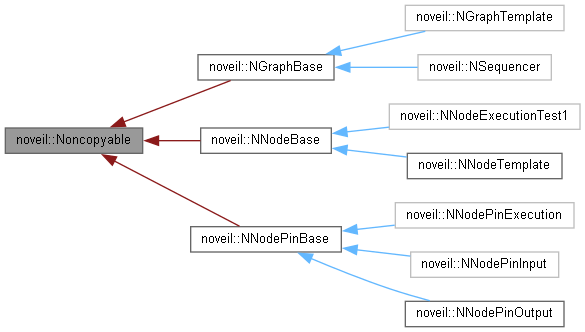 noveil::NGraphTemplate
noveil::NGraphBase
noveil::NSequencer
noveil::NNodeExecutionTest1
noveil::Noncopyable
noveil::NNodeBase
noveil::NNodeTemplate
noveil::NNodePinExecution
noveil::NNodePinBase
noveil::NNodePinInput
noveil::NNodePinOutput